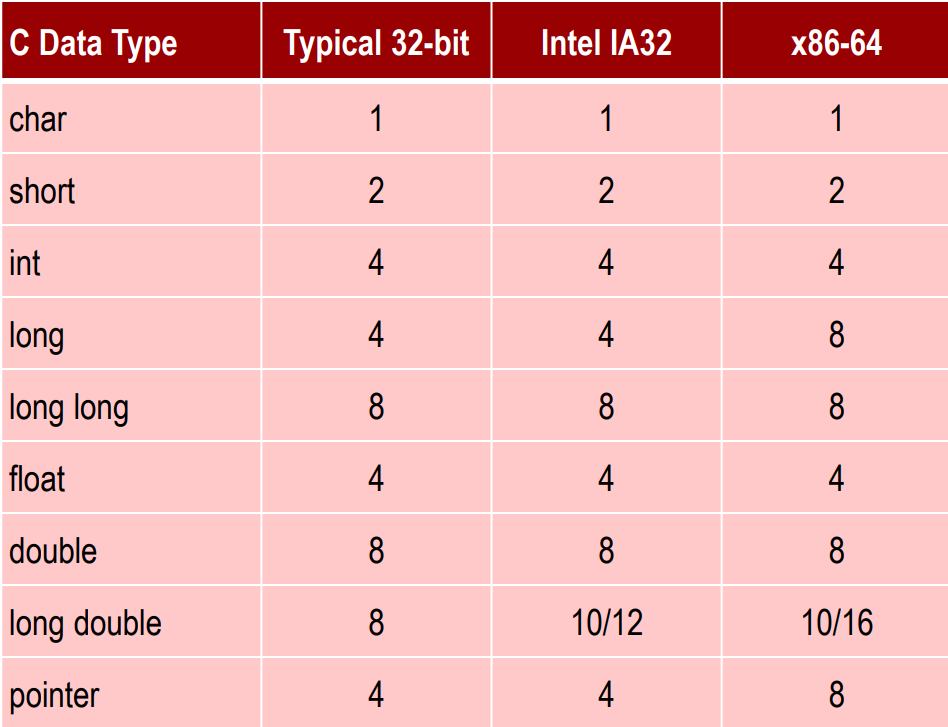 C Data Type Typical 32-bit Intel IA32 x86-64
char 1 1 1
short 2 2 2
int 4 4 4
long 4 4 8
long long 8 8 8
float 4 4 4
double 8 8 8
long double 8 10/12 10/16
pointer 4 4 8